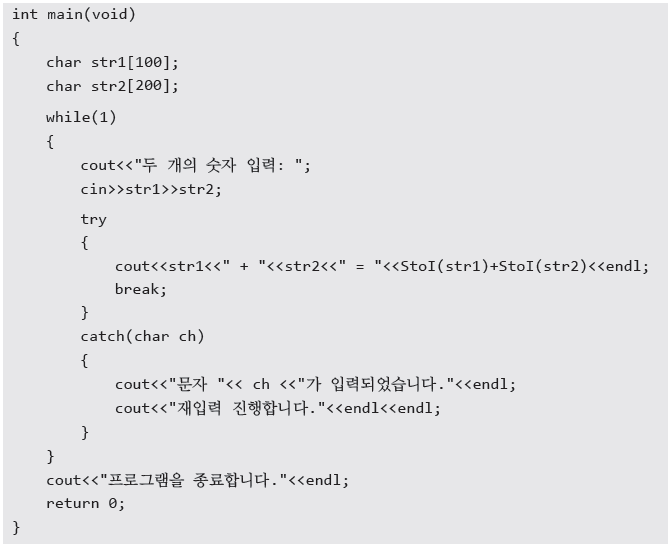 int main(void)
{
    char str1[100];
    char str2[200];
    while(1)
    {
        cout<<"두 개의 숫자 입력: ";
        cin>>str1>>str2;
        try
        {
            cout<<str1<<" + "<<str2<<" = "<<StoI(str1)+StoI(str2)<<endl;
            break;
        }
        catch(char ch)
        {
            cout<<"문자 "<< ch <<"가 입력되었습니다."<<endl;
            cout<<"재입력 진행합니다."<<endl<<endl;
        }
    }
    cout<<"프로그램을 종료합니다."<<endl;
    return 0;
}